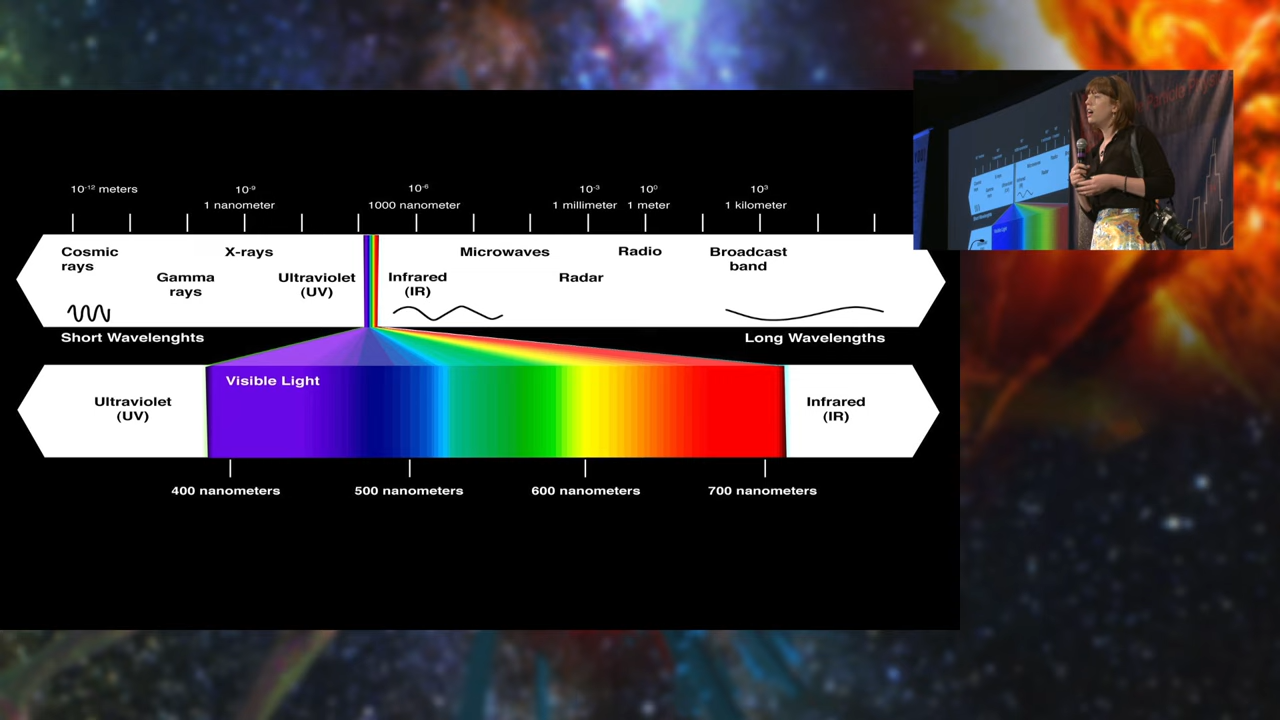 10⁻¹² meters 10⁻⁹ 10⁻⁶ 10⁻³ 10⁰ 10³
1 nanometer 1000 nanometer 1 millimeter 1 meter 1 kilometer
Cosmic rays X-rays Microwaves Radio Broadcast band
Gamma rays Ultraviolet (UV) Infrared (IR) Radar
Short Wavelenghts Long Wavelengths
Visible Light
Ultraviolet (UV) Infrared (IR)
400 nanometers 500 nanometers 600 nanometers 700 nanometers